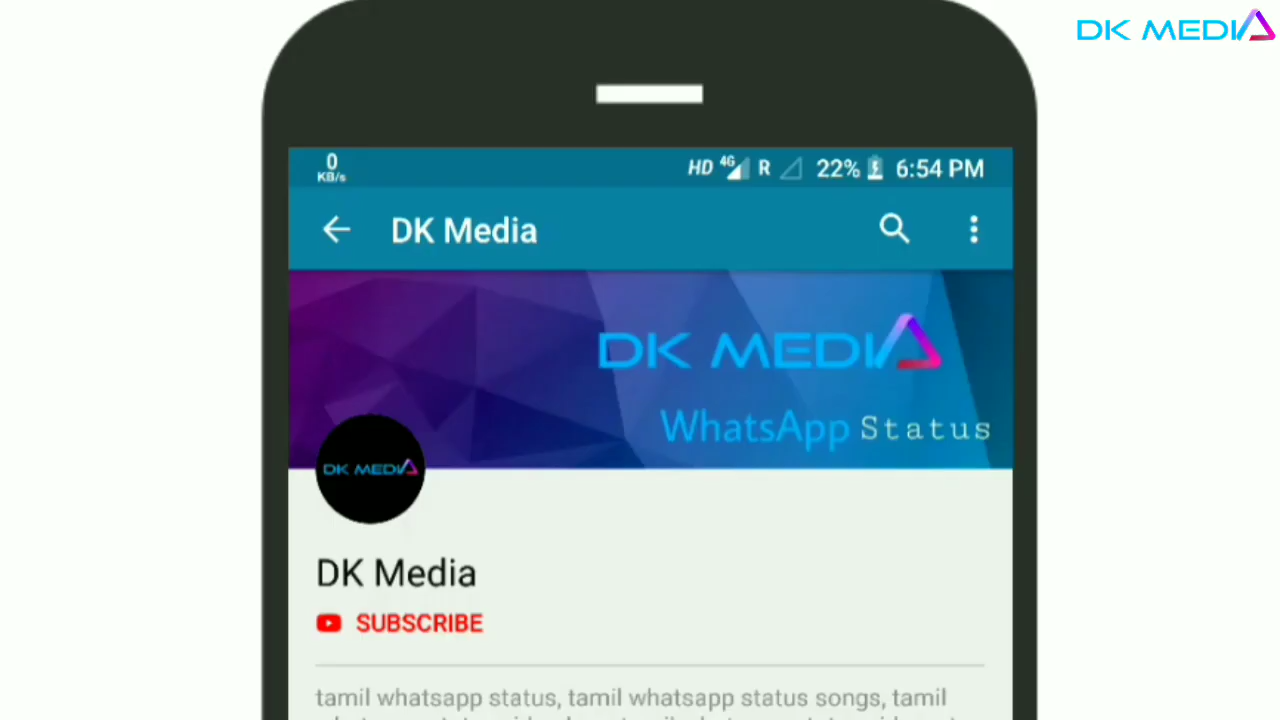 DK MEDIA
0
KB/s
HD 4G R 22% 6:54 PM
DK Media
DK MEDIA
WhatsApp Status
DK MEDIA
DK Media
SUBSCRIBE
tamil whatsapp status, tamil whatsapp status songs, tamil